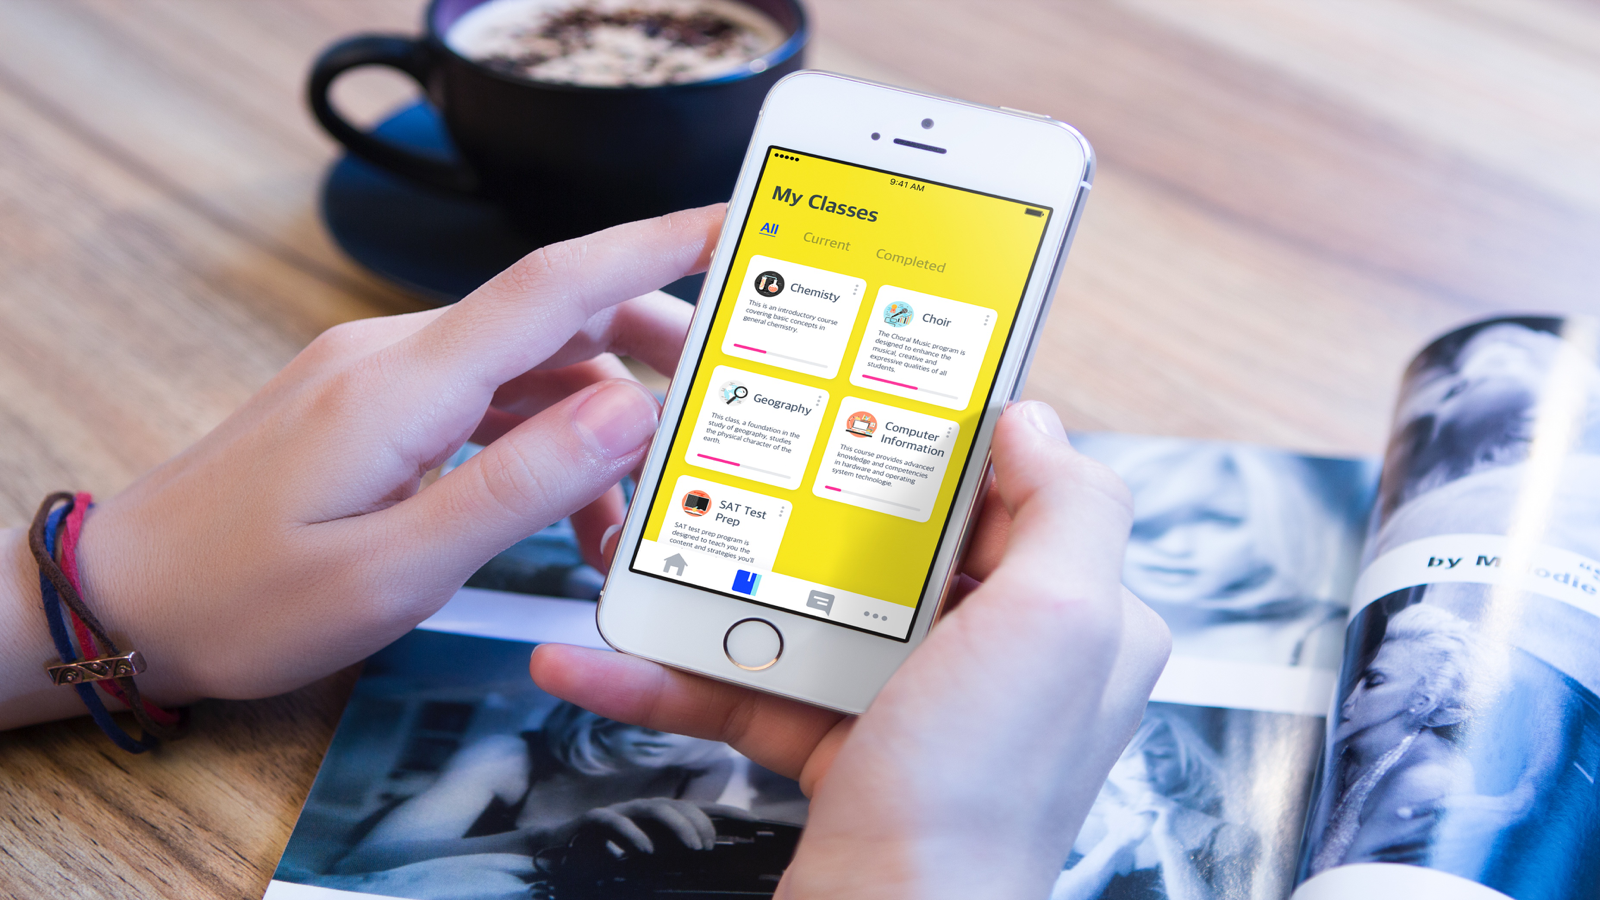 9:41 AM
My Classes
All
Current
Completed
Chemisty
This is an introductory course
covering basic concepts in
general chemistry.
Choir
The Choral Music program is
designed to enhance the
musical, creative and
expressive qualities of all
students.
Geography
This class, a foundation in the
study of geography, studies
the physical character of the
earth.
Computer
Information
This course provides advanced
knowledge and competencies
in hardware and operating
system technologie.
SAT Test
Prep
SAT test prep program is
designed to teach you the
content and strategies you'll
by M lodie